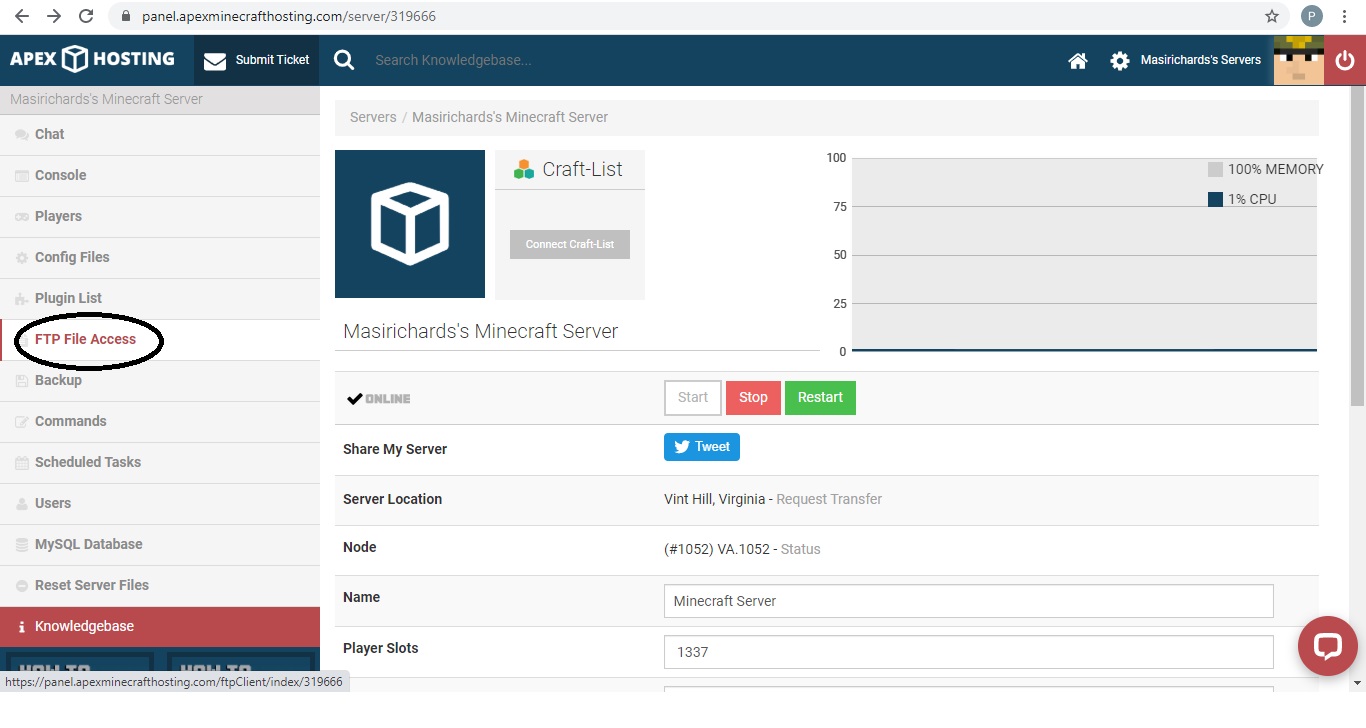 panel.apexminecrafthosting.com/server/319666
P
APEX HOSTING
Submit Ticket
Search Knowledgebase...
Masirichards's Servers
Masirichards's Minecraft Server
Chat
Console
Players
Config Files
Plugin List
FTP File Access
Backup
Commands
Scheduled Tasks
Users
MySQL Database
Reset Server Files
Knowledgebase
HOW TO HOW TO
https://panel.apexminecrafthosting.com/ftpClient/index/319666
Servers / Masirichards's Minecraft Server
Craft-List
Connect Craft-List
100
75
50
25
0
100% MEMORY
1% CPU
Masirichards's Minecraft Server
ONLINE
Start Stop Restart
Share My Server Tweet
Server Location Vint Hill, Virginia - Request Transfer
Node (#1052) VA.1052 - Status
Name Minecraft Server
Player Slots 1337